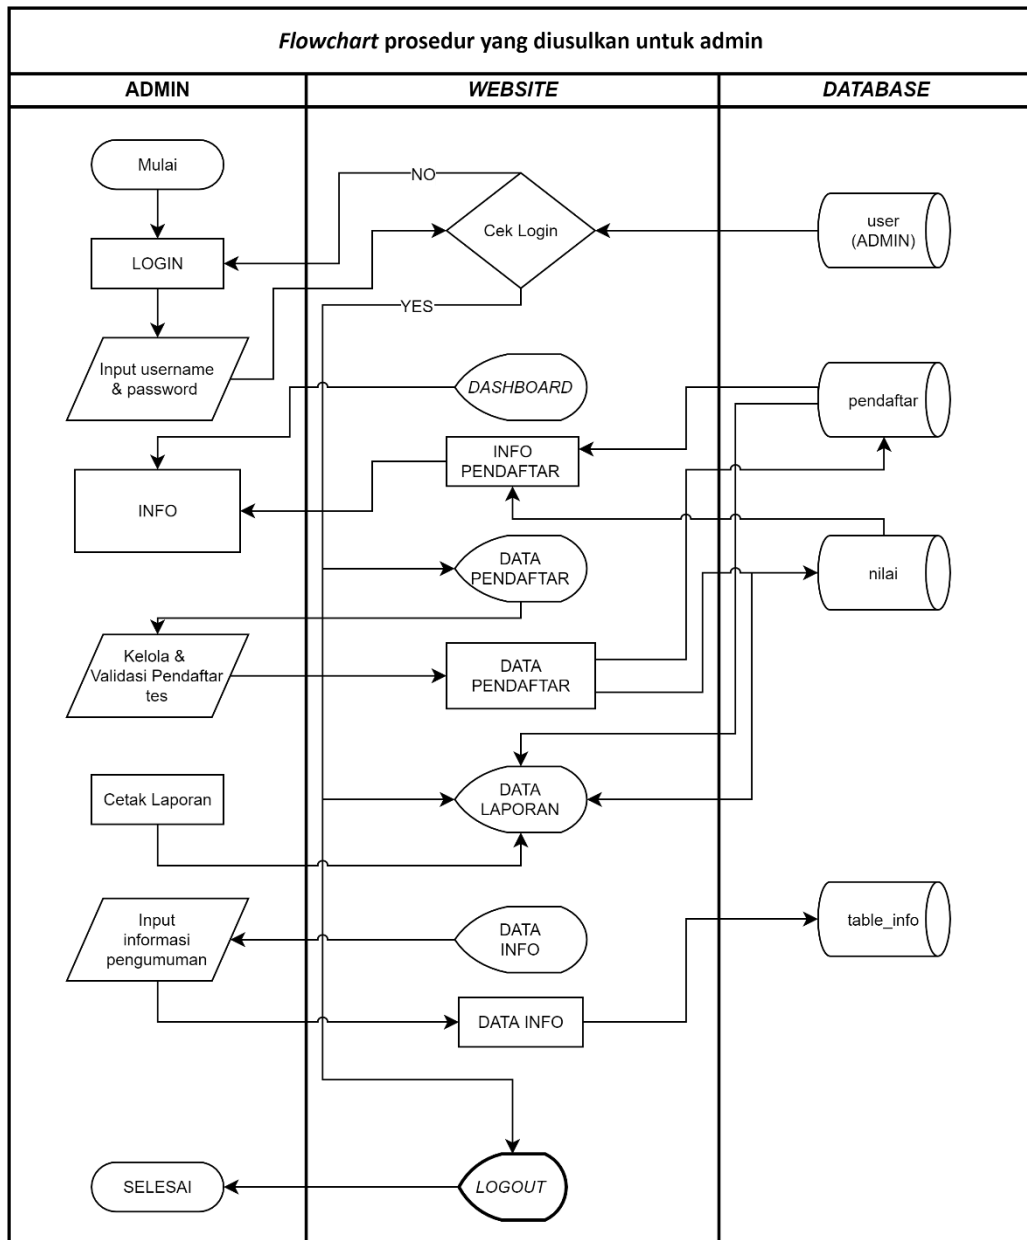 Flowchart prosedur yang diusulkan untuk admin
ADMIN
WEBSITE
DATABASE
Mulai
NO
Cek Login
user
(ADMIN)
LOGIN
YES
Input username
& password
DASHBOARD
pendaftar
INFO
PENDAFTAR
INFO
DATA
PENDAFTAR
nilai
Kelola &
Validasi Pendaftar
tes
DATA
PENDAFTAR
Cetak Laporan
DATA
LAPORAN
Input
informasi
pengumuman
DATA
INFO
table_info
DATA INFO
SELESAI
LOGOUT